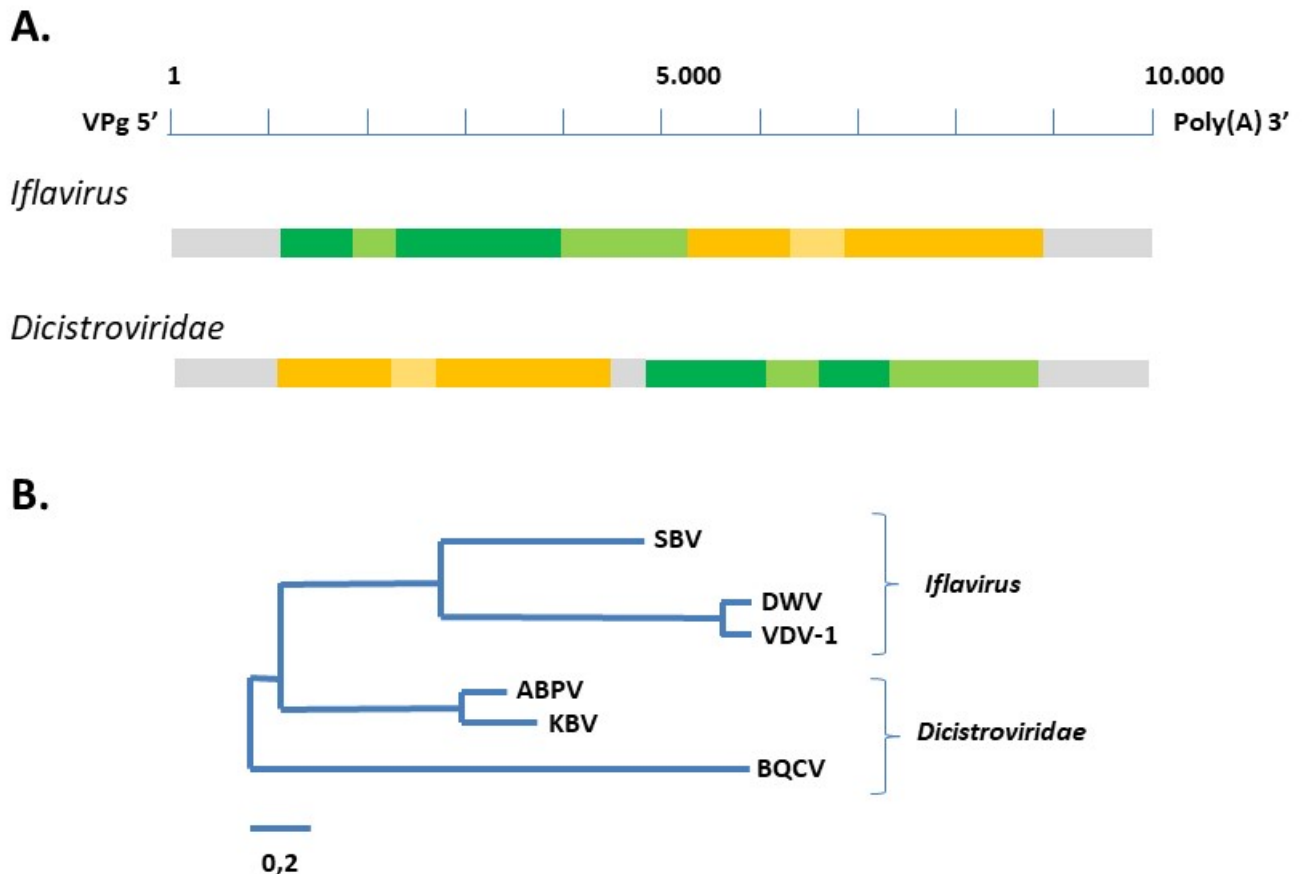 A.
1 5.000 10.000
VPg 5’ Poly(A) 3’
Iflavirus
Dicistroviridae
B.
SBV
DWV
Iflavirus
VDV-1
ABPV
KBV
Dicistroviridae
BQCV
0,2